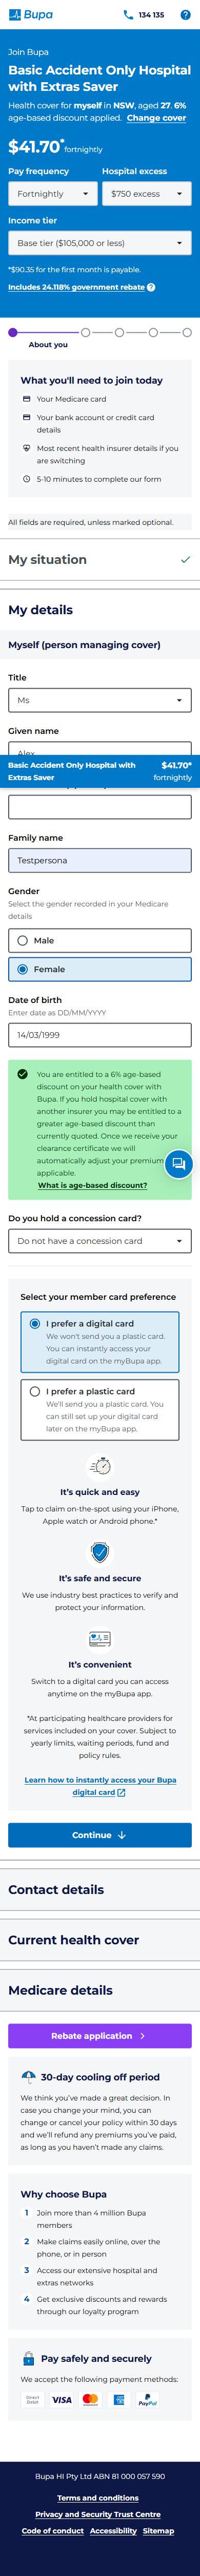 Bupa
134 135
Join Bupa
Basic Accident Only Hospital
with Extras Saver
Health cover for myself in NSW, aged 27. 6%
age-based discount applied. Change cover
$41.70* fortnightly
Pay frequency
Hospital excess
Fortnightly
$750 excess
Income tier
Base tier ($105,000 or less)
*$90.35 for the first month is payable.
Includes 24.118% government rebate
About you
What you'll need to join today
Your Medicare card
Your bank account or credit card
details
Most recent health insurer details if you
are switching
5-10 minutes to complete our form
All fields are required, unless marked optional.
My situation
My details
Myself (person managing cover)
Title
Ms
Given name
Alex
Basic Accident Only Hospital with
Extras Saver
$41.70*
fortnightly
Family name
Testpersona
Gender
Select the gender recorded in your Medicare
details
Male
Female
Date of birth
Enter date as DD/MM/YYYY
14/03/1999
You are entitled to a 6% age-based
discount on your health cover with
Bupa. If you hold hospital cover with
another insurer you may be entitled to a
greater age-based discount than
currently quoted. Once we receive your
clearance certificate we will
automatically adjust your premium
applicable.
What is age-based discount?
Do you hold a concession card?
Do not have a concession card
Select your member card preference
I prefer a digital card
We won't send you a plastic card.
You can instantly access your
digital card on the myBupa app.
I prefer a plastic card
We'll send you a plastic card. You
can still set up your digital card
later on the myBupa app.
It's quick and easy
Tap to claim on-the-spot using your iPhone,
Apple watch or Android phone.*
It's safe and secure
We use industry best practices to verify and
protect your information.
It's convenient
Switch to a digital card you can access
anytime on the myBupa app.
*At participating healthcare providers for
services included on your cover. Subject to
yearly limits, waiting periods, fund and
policy rules.
Learn how to instantly access your Bupa
digital card
Continue
Contact details
Current health cover
Medicare details
Rebate application
30-day cooling off period
We think you've made a great decision. In
case you change your mind, you can
change or cancel your policy within 30 days
and we'll refund any premiums you've paid,
as long as you haven't made any claims.
Why choose Bupa
1 Join more than 4 million Bupa
members
2 Make claims easily online, over the
phone, or in person
3 Access our extensive hospital and
extras networks
4 Get exclusive discounts and rewards
through our loyalty program
Pay safely and securely
We accept the following payment methods:
Direct
Debit
VISA
PayPal
Bupa HI Pty Ltd ABN 81 000 057 590
Terms and conditions
Privacy and Security Trust Centre
Code of conduct Accessibility Sitemap